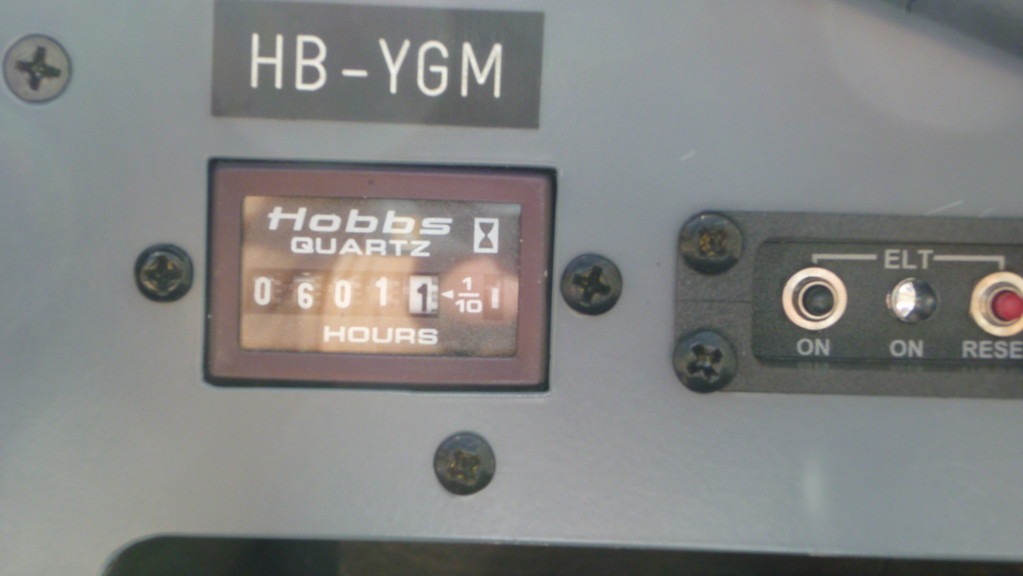 HB-YGM
Hobbs
QUARTZ
0 6 0 1 1 1/10
HOURS
ELT
ON ON RESE